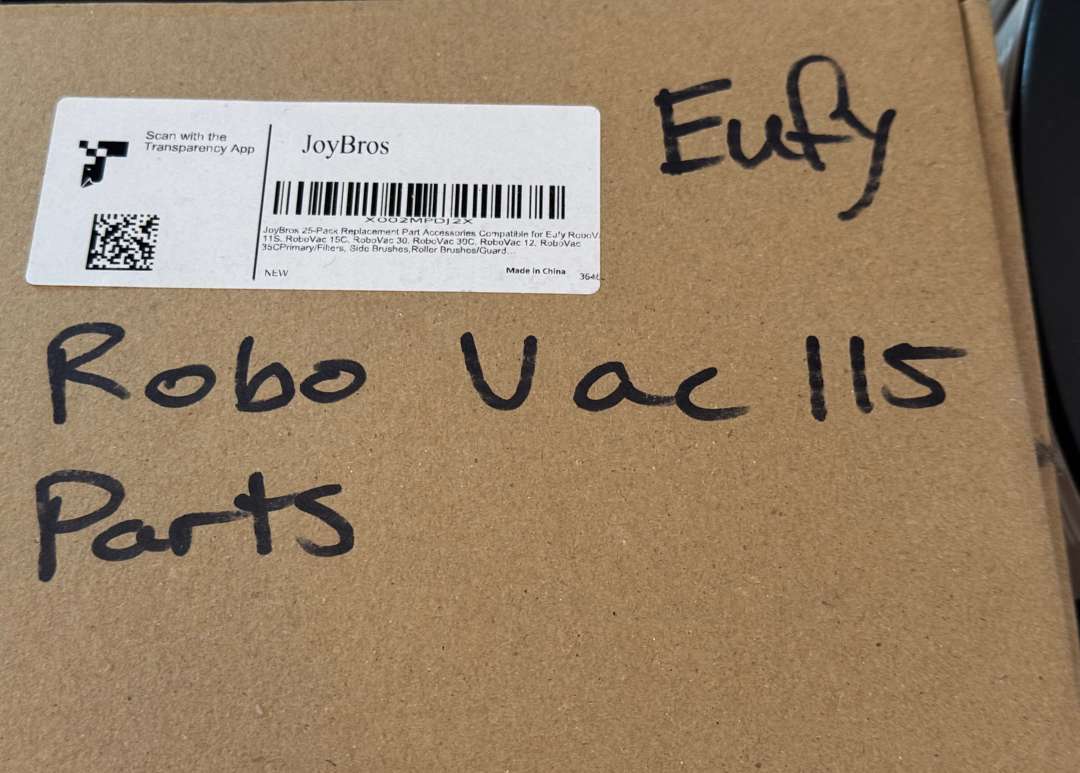 Eufy
Scan with the
Transparency App
JoyBros
X002MPDJ2X
JoyBros 25-Pack Replacement Part Accessories Compatible for Eufy RoboVa
11S, RoboVac 15C, RoboVac 30, RoboVac 30C, RoboVac 12, RoboVac
35CPrimary/Filters, Side Brushes,Roller Brushes/Guard...
NEW
Made in China
Robo Vac 11S
Parts